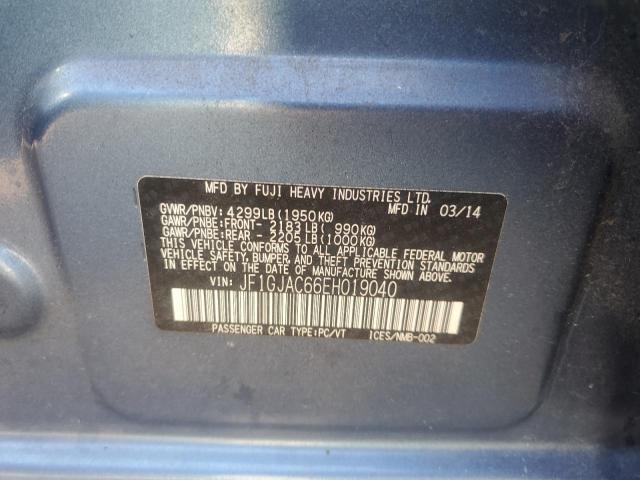 MFD BY FUJI HEAVY INDUSTRIES LTD.
GVWR/PNBV: 4299LB(1950KG) MFD IN 03/14
GAWR/PNBE:FRONT- 2183LB( 990KG)
GAWR/PNBE:REAR - 2205LB(1000KG)
THIS VEHICLE CONFORMS TO ALL APPLICABLE FEDERAL MOTOR
VEHICLE SAFETY, BUMPER, AND THEFT PREVENTION STANDARDS
IN EFFECT ON THE DATE OF MANUFACTURE SHOWN ABOVE.
VIN: JF1GJAC66EH019040
PASSENGER CAR TYPE:PC/VT ICES/NMB-002